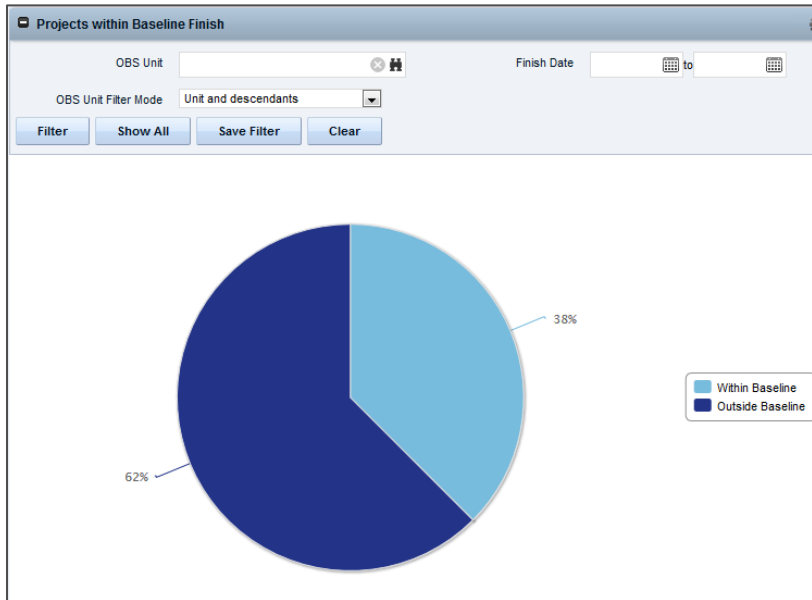 Projects within Baseline Finish
OBS Unit
Finish Date
to
OBS Unit Filter Mode
Unit and descendants
Filter
Show All
Save Filter
Clear
38%
Within Baseline
Outside Baseline
62%